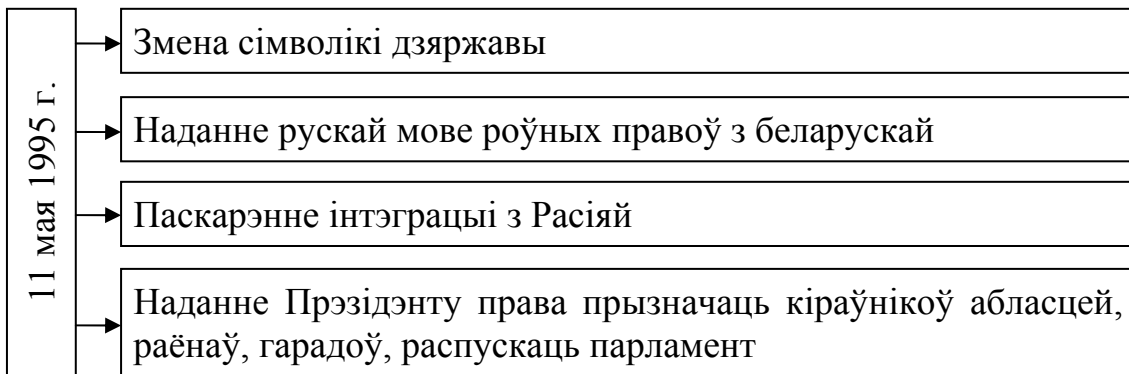 11 мая 1995 г.
Змена сімволікі дзяржавы
Наданне рускай мове роўных правоў з беларускай
Паскарэнне інтэграцыі з Расіяй
Наданне Прэзідэнту права прызначаць кіраўнікоў абласцей,
раёнаў, гарадоў, распускаць парламент